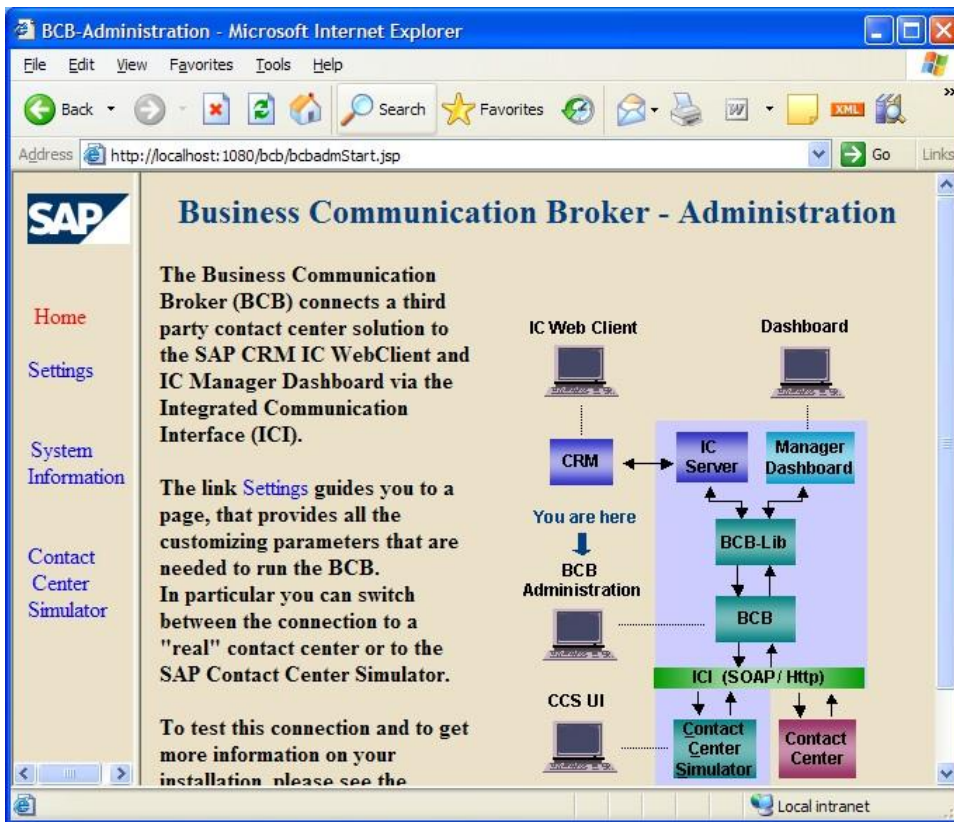 BCB-Administration - Microsoft Internet Explorer
File Edit View Favorites Tools Help
Back Search Favorites W XML »
Address http://localhost:1080/bcb/bcbadmStart.jsp Go Links
SAP
Home
Settings
System
Information
Contact
Center
Simulator
Business Communication Broker - Administration
The Business Communication
Broker (BCB) connects a third
party contact center solution to
the SAP CRM IC WebClient and
IC Manager Dashboard via the
Integrated Communication
Interface (ICI).
The link Settings guides you to a
page, that provides all the
customizing parameters that are
needed to run the BCB.
In particular you can switch
between the connection to a
"real" contact center or to the
SAP Contact Center Simulator.
To test this connection and to get
more information on your
installation, please see the
IC Web Client
Dashboard
CRM
IC
Server
Manager
Dashboard
You are here
BCB-Lib
BCB
Administration
BCB
ICI (SOAP/Http)
CCS UI
Contact
Center
Simulator
Contact
Center
Local intranet